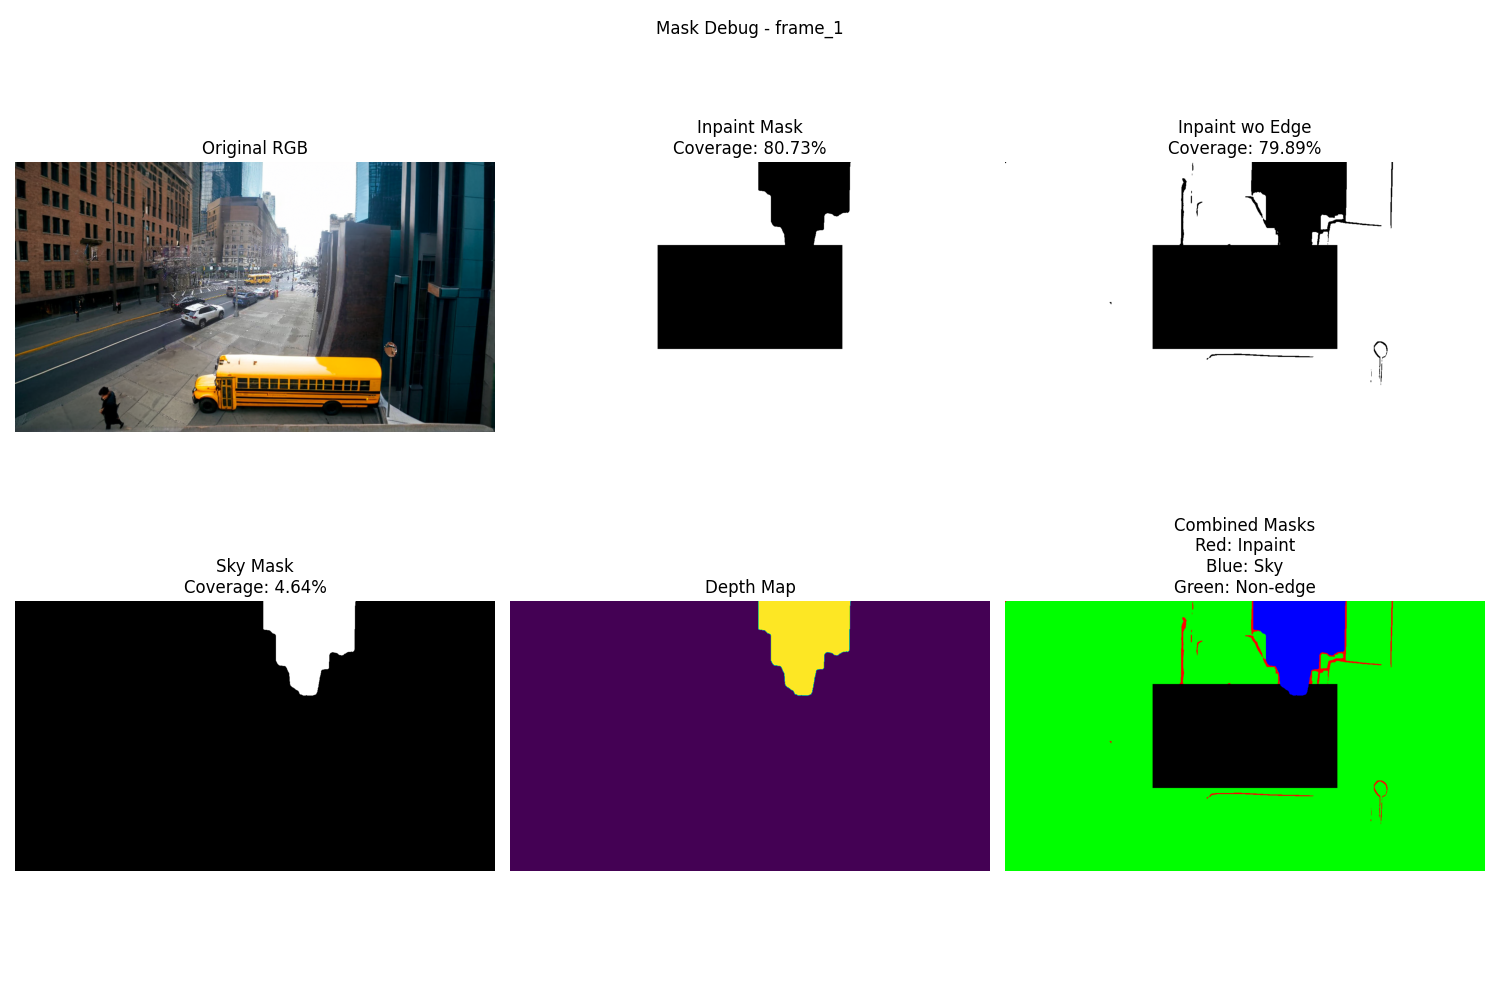 Mask Debug - frame_1
Original RGB
Inpaint Mask
Coverage: 80.73%
Inpaint wo Edge
Coverage: 79.89%
Sky Mask
Coverage: 4.64%
Depth Map
Combined Masks
Red: Inpaint
Blue: Sky
Green: Non-edge